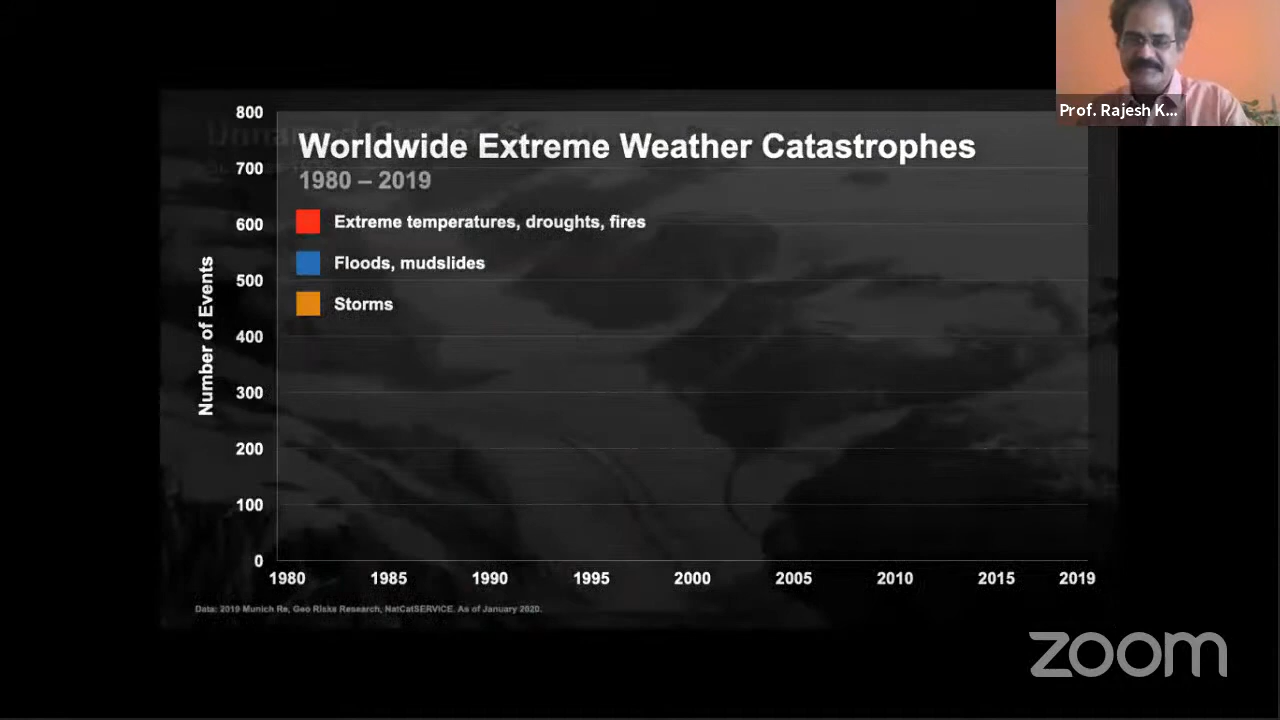 Worldwide Extreme Weather Catastrophes
1980 – 2019
Extreme temperatures, droughts, fires
Floods, mudslides
Storms
Number of Events
800
700
600
500
400
300
200
100
0
1980 1985 1990 1995 2000 2005 2010 2015 2019
Data: 2019 Munich Re, Geo Risks Research, NatCatSERVICE. As of January 2020.
Prof. Rajesh K...
zoom